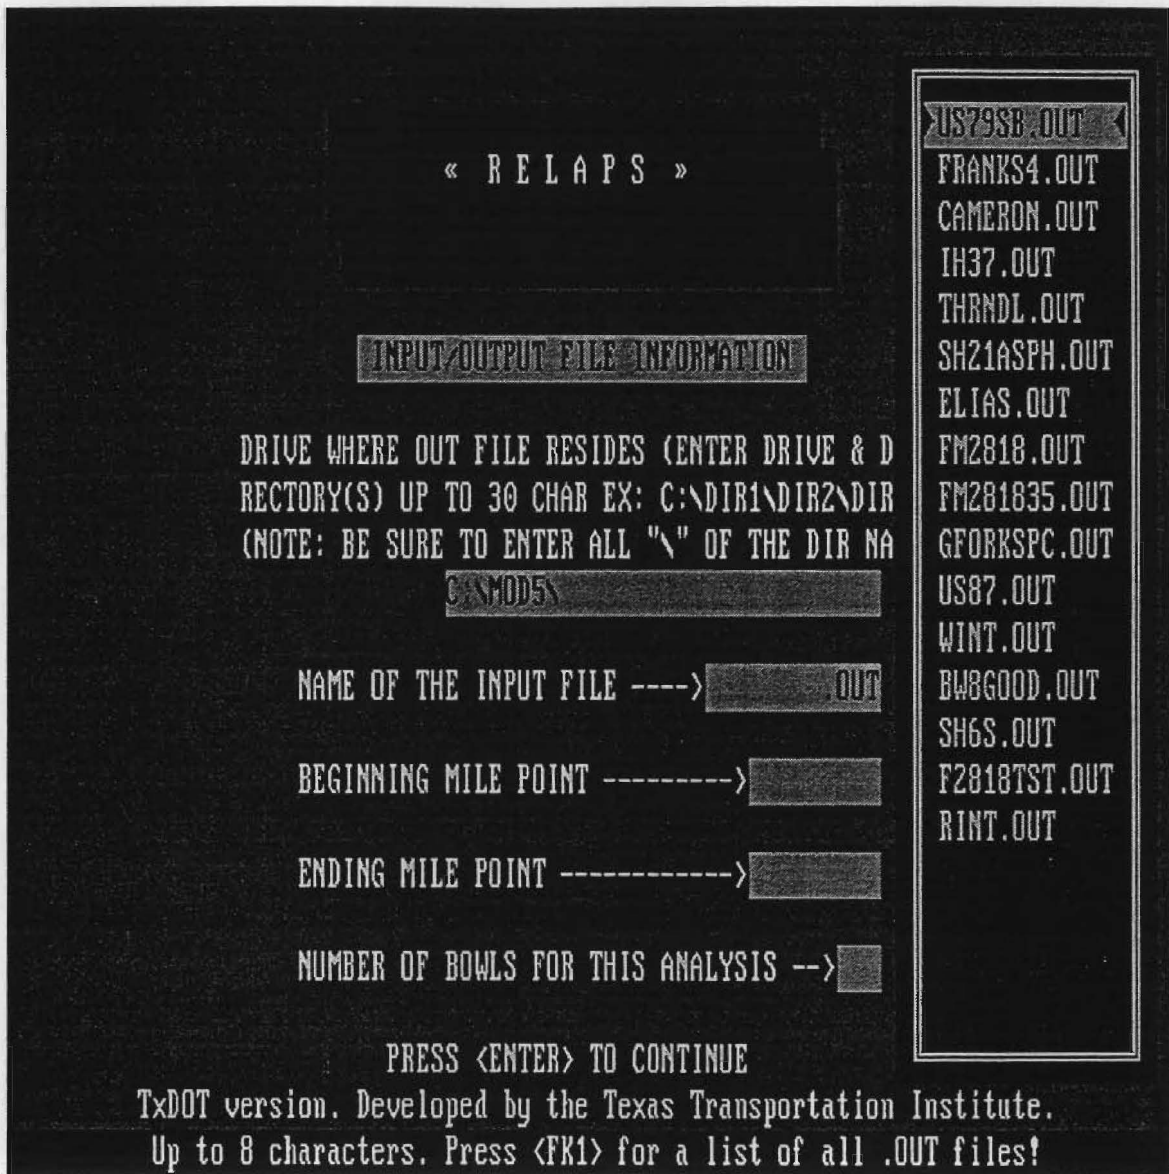 « R E L A P S »
INPUT/OUTPUT FILE INFORMATION
DRIVE WHERE OUT FILE RESIDES (ENTER DRIVE & D
RECTORY(S) UP TO 30 CHAR EX: C:\DIR1\DIR2\DIR
(NOTE: BE SURE TO ENTER ALL "\" OF THE DIR NA
C:\MOD5\
NAME OF THE INPUT FILE ---->
.OUT
BEGINNING MILE POINT --------->
ENDING MILE POINT ------------>
NUMBER OF BOWLS FOR THIS ANALYSIS -->
US79SB.OUT
FRANKS4.OUT
CAMERON.OUT
IH37.OUT
THRNDL.OUT
SH21ASPH.OUT
ELIAS.OUT
FM2818.OUT
FM281835.OUT
GFORKSPC.OUT
US87.OUT
WINT.OUT
BW8GOOD.OUT
SH6S.OUT
F2818TST.OUT
RINT.OUT
PRESS <ENTER> TO CONTINUE
TxDOT version. Developed by the Texas Transportation Institute.
Up to 8 characters. Press <FK1> for a list of all .OUT files!